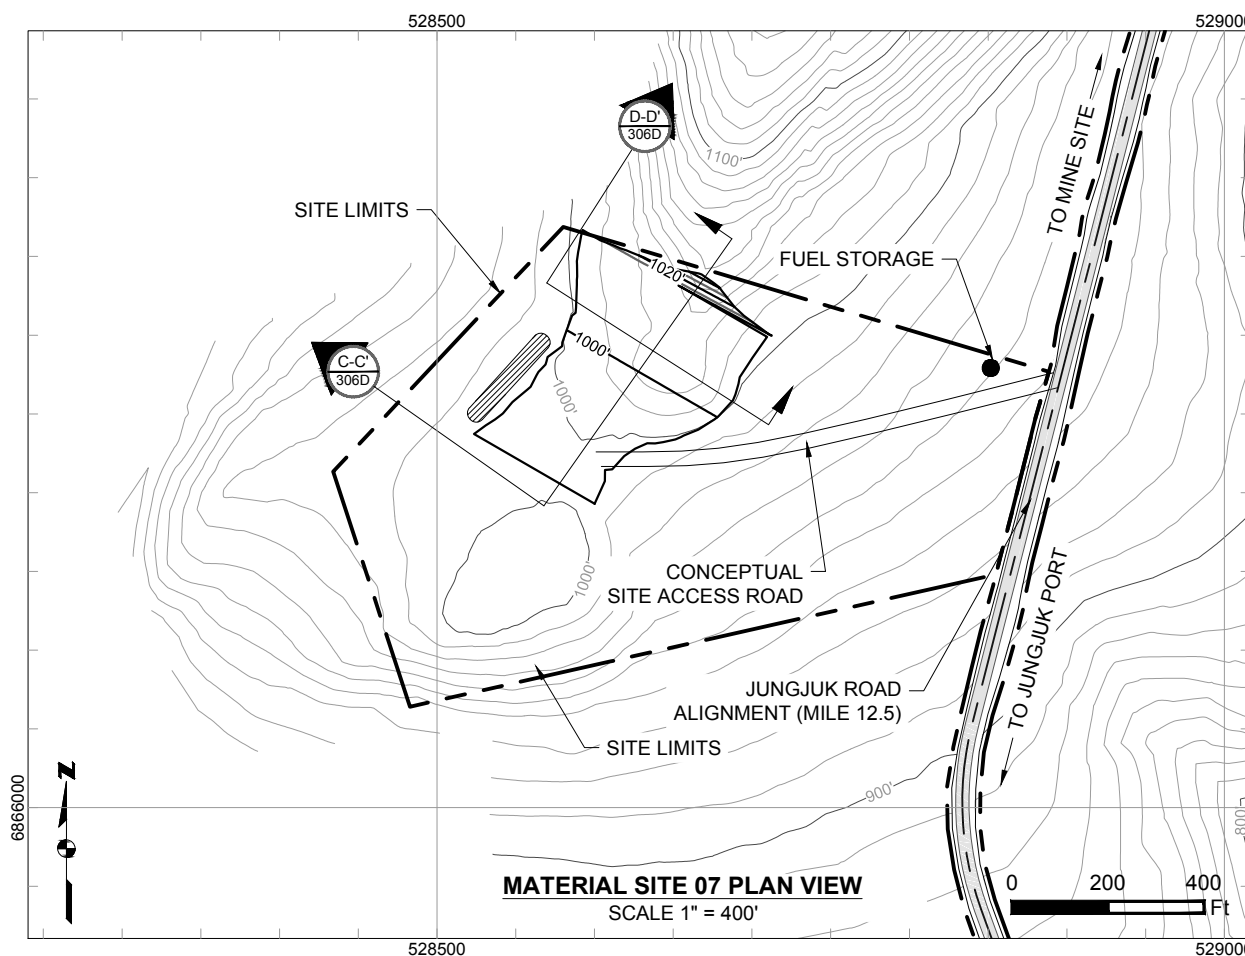 528500
529000
D-D'
306D
1100'
TO MINE SITE
SITE LIMITS
FUEL STORAGE
1020'
1000'
C-C'
306D
1000'
1000'
CONCEPTUAL
SITE ACCESS ROAD
TO JUNGJUK PORT
JUNGJUK ROAD
ALIGNMENT (MILE 12.5)
SITE LIMITS
N
900'
6866000
800'
MATERIAL SITE 07 PLAN VIEW
SCALE 1" = 400'
0 200 400
Ft
528500
529000